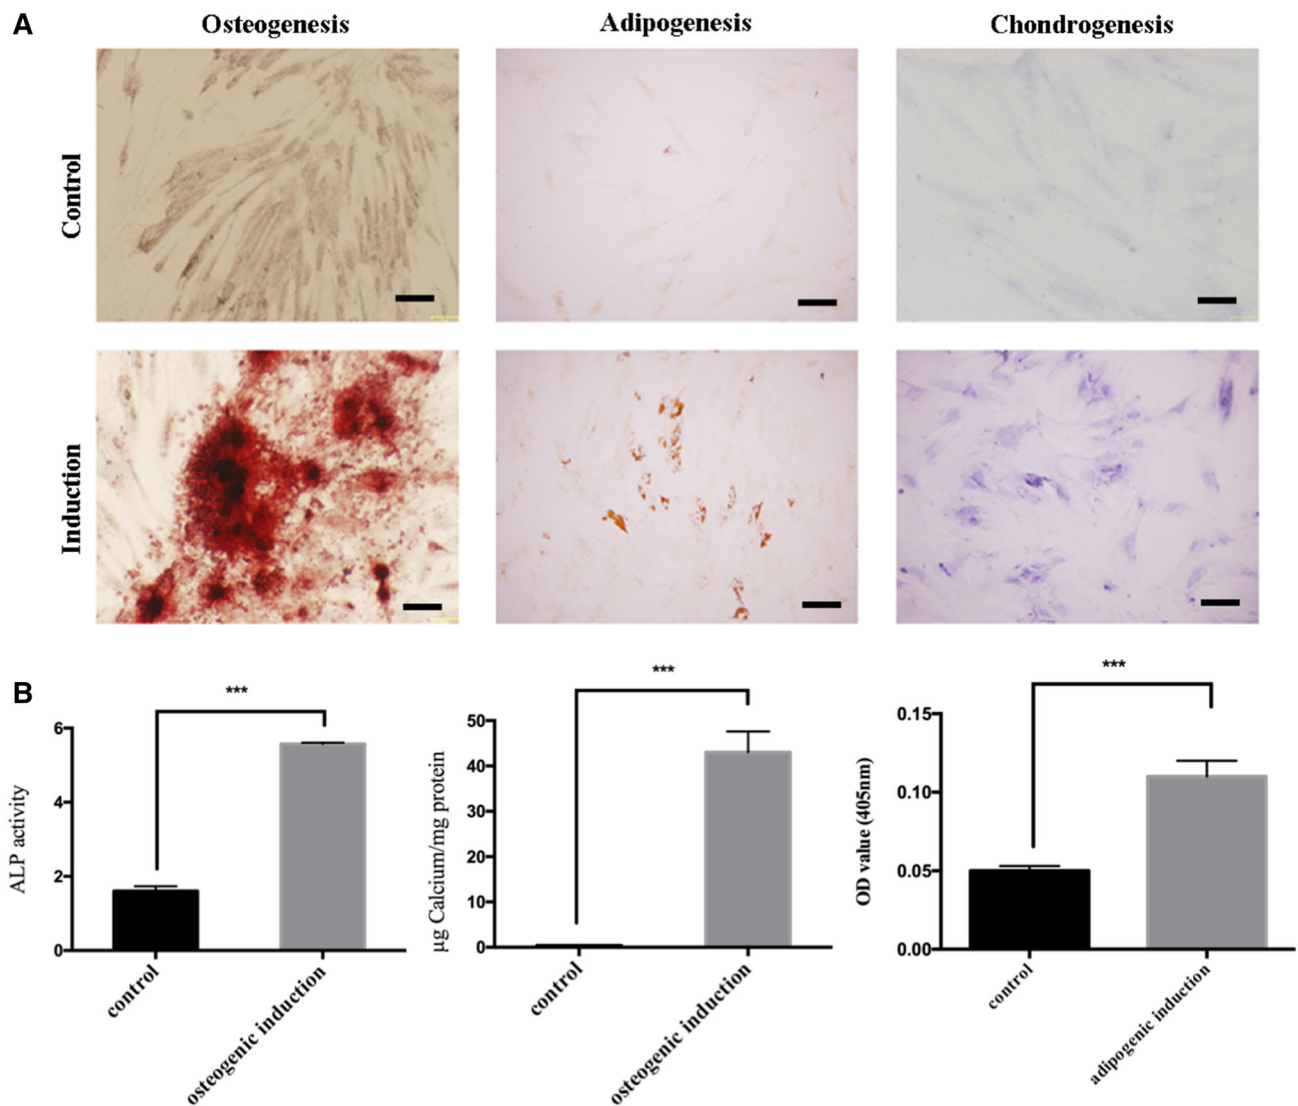 A
Osteogenesis
Adipogenesis
Chondrogenesis
Control
Induction
B
***
6
4
2
0
ALP activity
control
osteogenic induction
***
50
40
30
20
10
0
μg Calcium/mg protein
control
osteogenic induction
***
0.15
0.10
0.05
0.00
OD value (405nm)
control
adipogenic induction